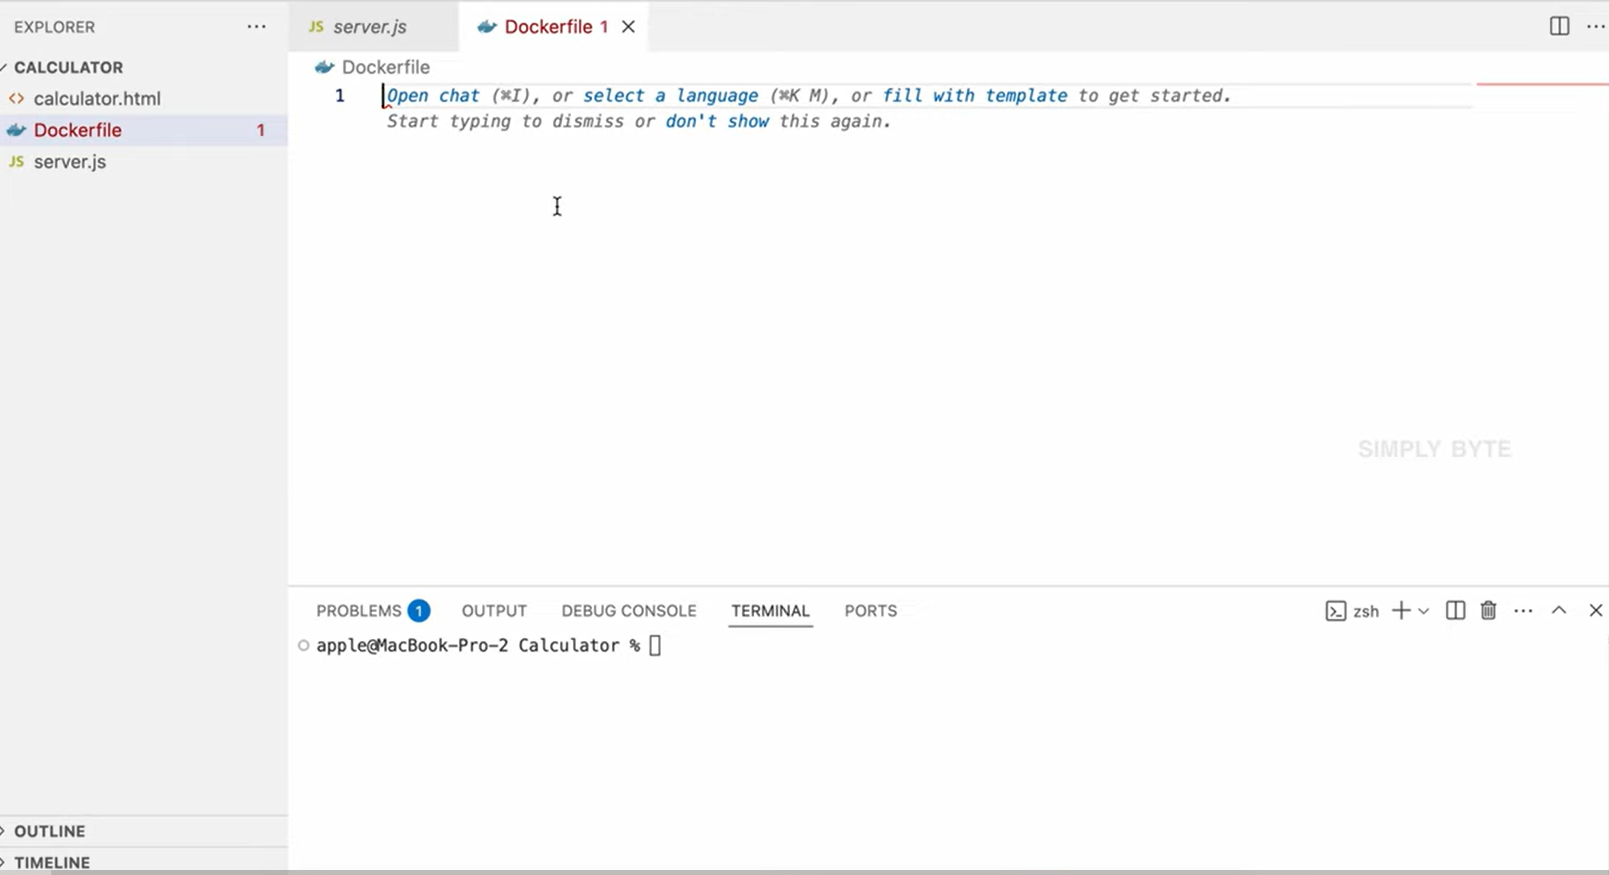 EXPLORER
CALCULATOR
calculator.html
Dockerfile 1
JS server.js
OUTLINE
TIMELINE
JS server.js
Dockerfile 1
Dockerfile
1 Open chat (⌘I), or select a language (⌘K M), or fill with template to get started.
Start typing to dismiss or don't show this again.
SIMPLY BYTE
PROBLEMS 1 OUTPUT DEBUG CONSOLE TERMINAL PORTS
zsh
apple@MacBook-Pro-2 Calculator %